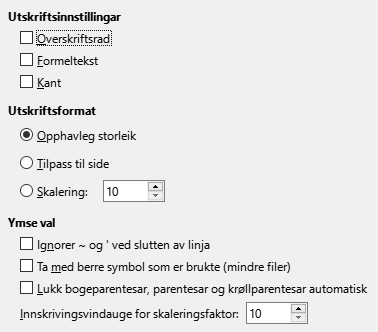 Utskriftsinnstillingar
Overskriftsrad
Formeltekst
Kant
Utskriftsformat
Opphavleg storleik
Tilpass til side
Skalering: 10
Ymse val
Ignorer ~ og ' ved slutten av linja
Ta med berre symbol som er brukte (mindre filer)
Lukk bogeparentesar, parentesar og krøllparentesar automatisk
Innskrivingsvindauge for skaleringsfaktor: 10